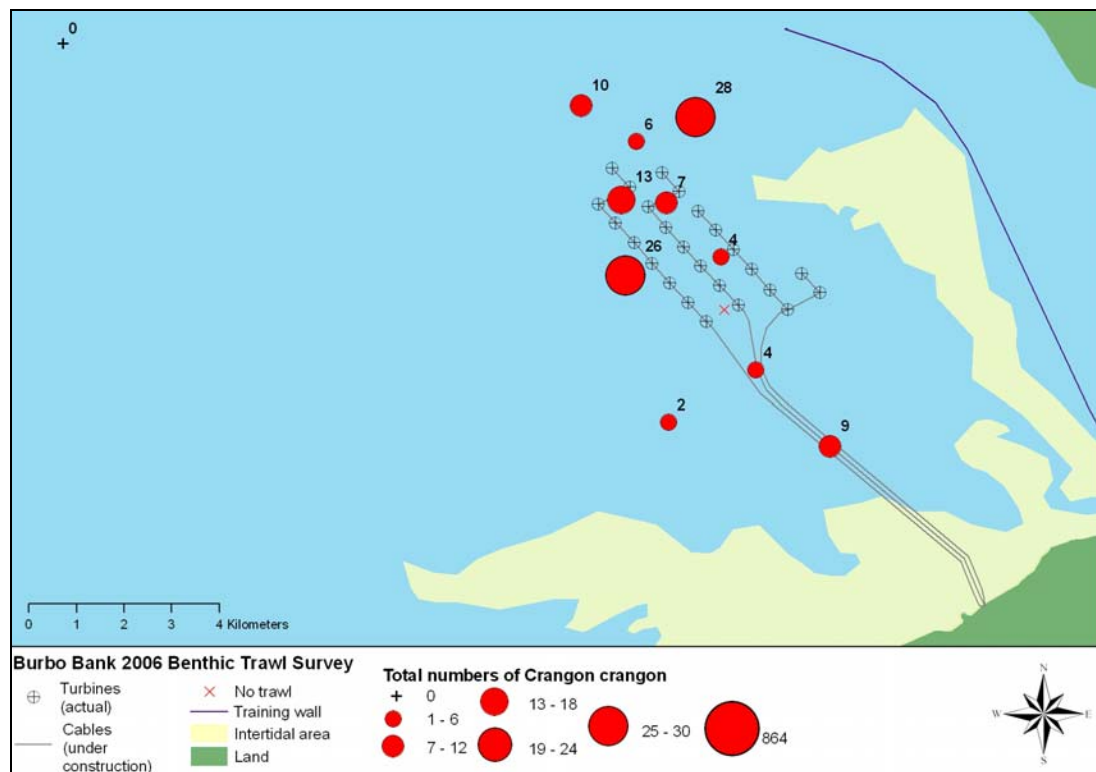 0
10
28
6
13
7
4
26
4
2
9
0 1 2 3 4 Kilometers
Burbo Bank 2006 Benthic Trawl Survey
Turbines
(actual)
Cables
(under
construction)
No trawl
Training wall
Intertidal area
Land
Total numbers of Crangon crangon
0
1 - 6
7 - 12
13 - 18
19 - 24
25 - 30
864
N
W E
S